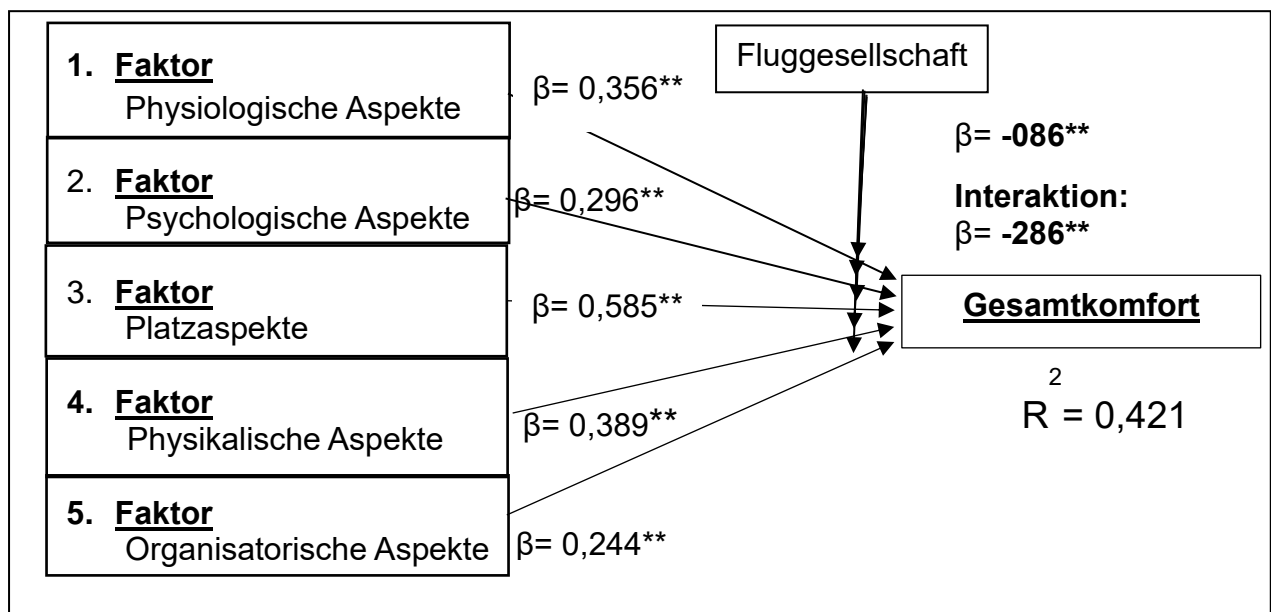 1. Faktor
Physiologische Aspekte
β= 0,356**
2. Faktor
Psychologische Aspekte
β= 0,296**
3. Faktor
Platzaspekte
β= 0,585**
4. Faktor
Physikalische Aspekte
β= 0,389**
5. Faktor
Organisatorische Aspekte
β= 0,244**
Fluggesellschaft
β= -086**
Interaktion:
β= -286**
Gesamtkomfort
R² = 0,421